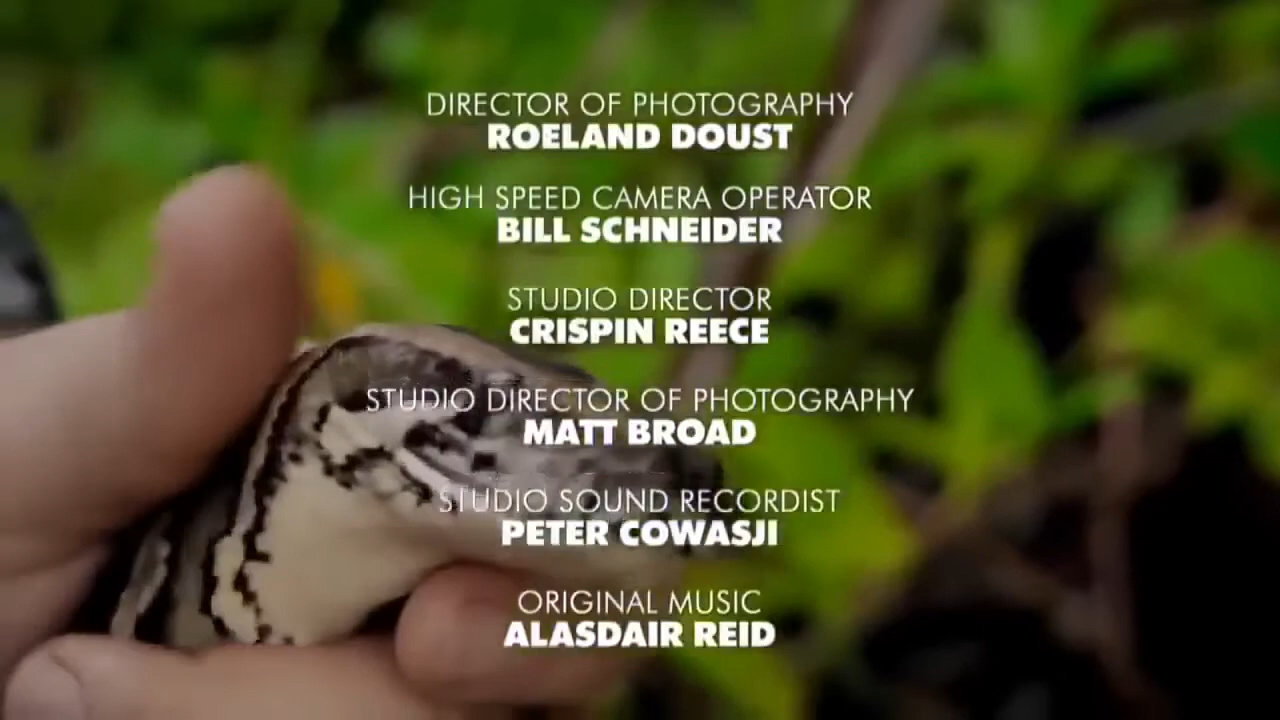 DIRECTOR OF PHOTOGRAPHY
ROELAND DOUST
HIGH SPEED CAMERA OPERATOR
BILL SCHNEIDER
STUDIO DIRECTOR
CRISPIN REECE
STUDIO DIRECTOR OF PHOTOGRAPHY
MATT BROAD
STUDIO SOUND RECORDIST
PETER COWASJI
ORIGINAL MUSIC
ALASDAIR REID